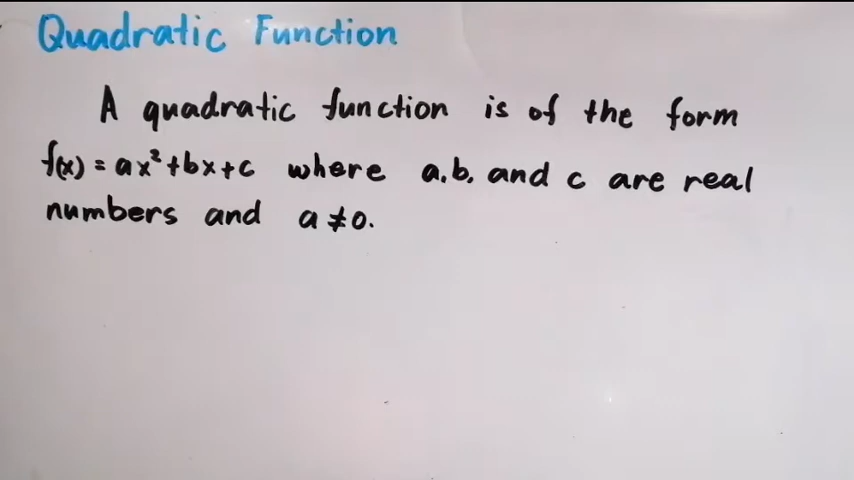 Quadratic Function
A quadratic function is of the form
f(x) = ax²+bx+c where a,b, and c are real
numbers and a ≠ 0.